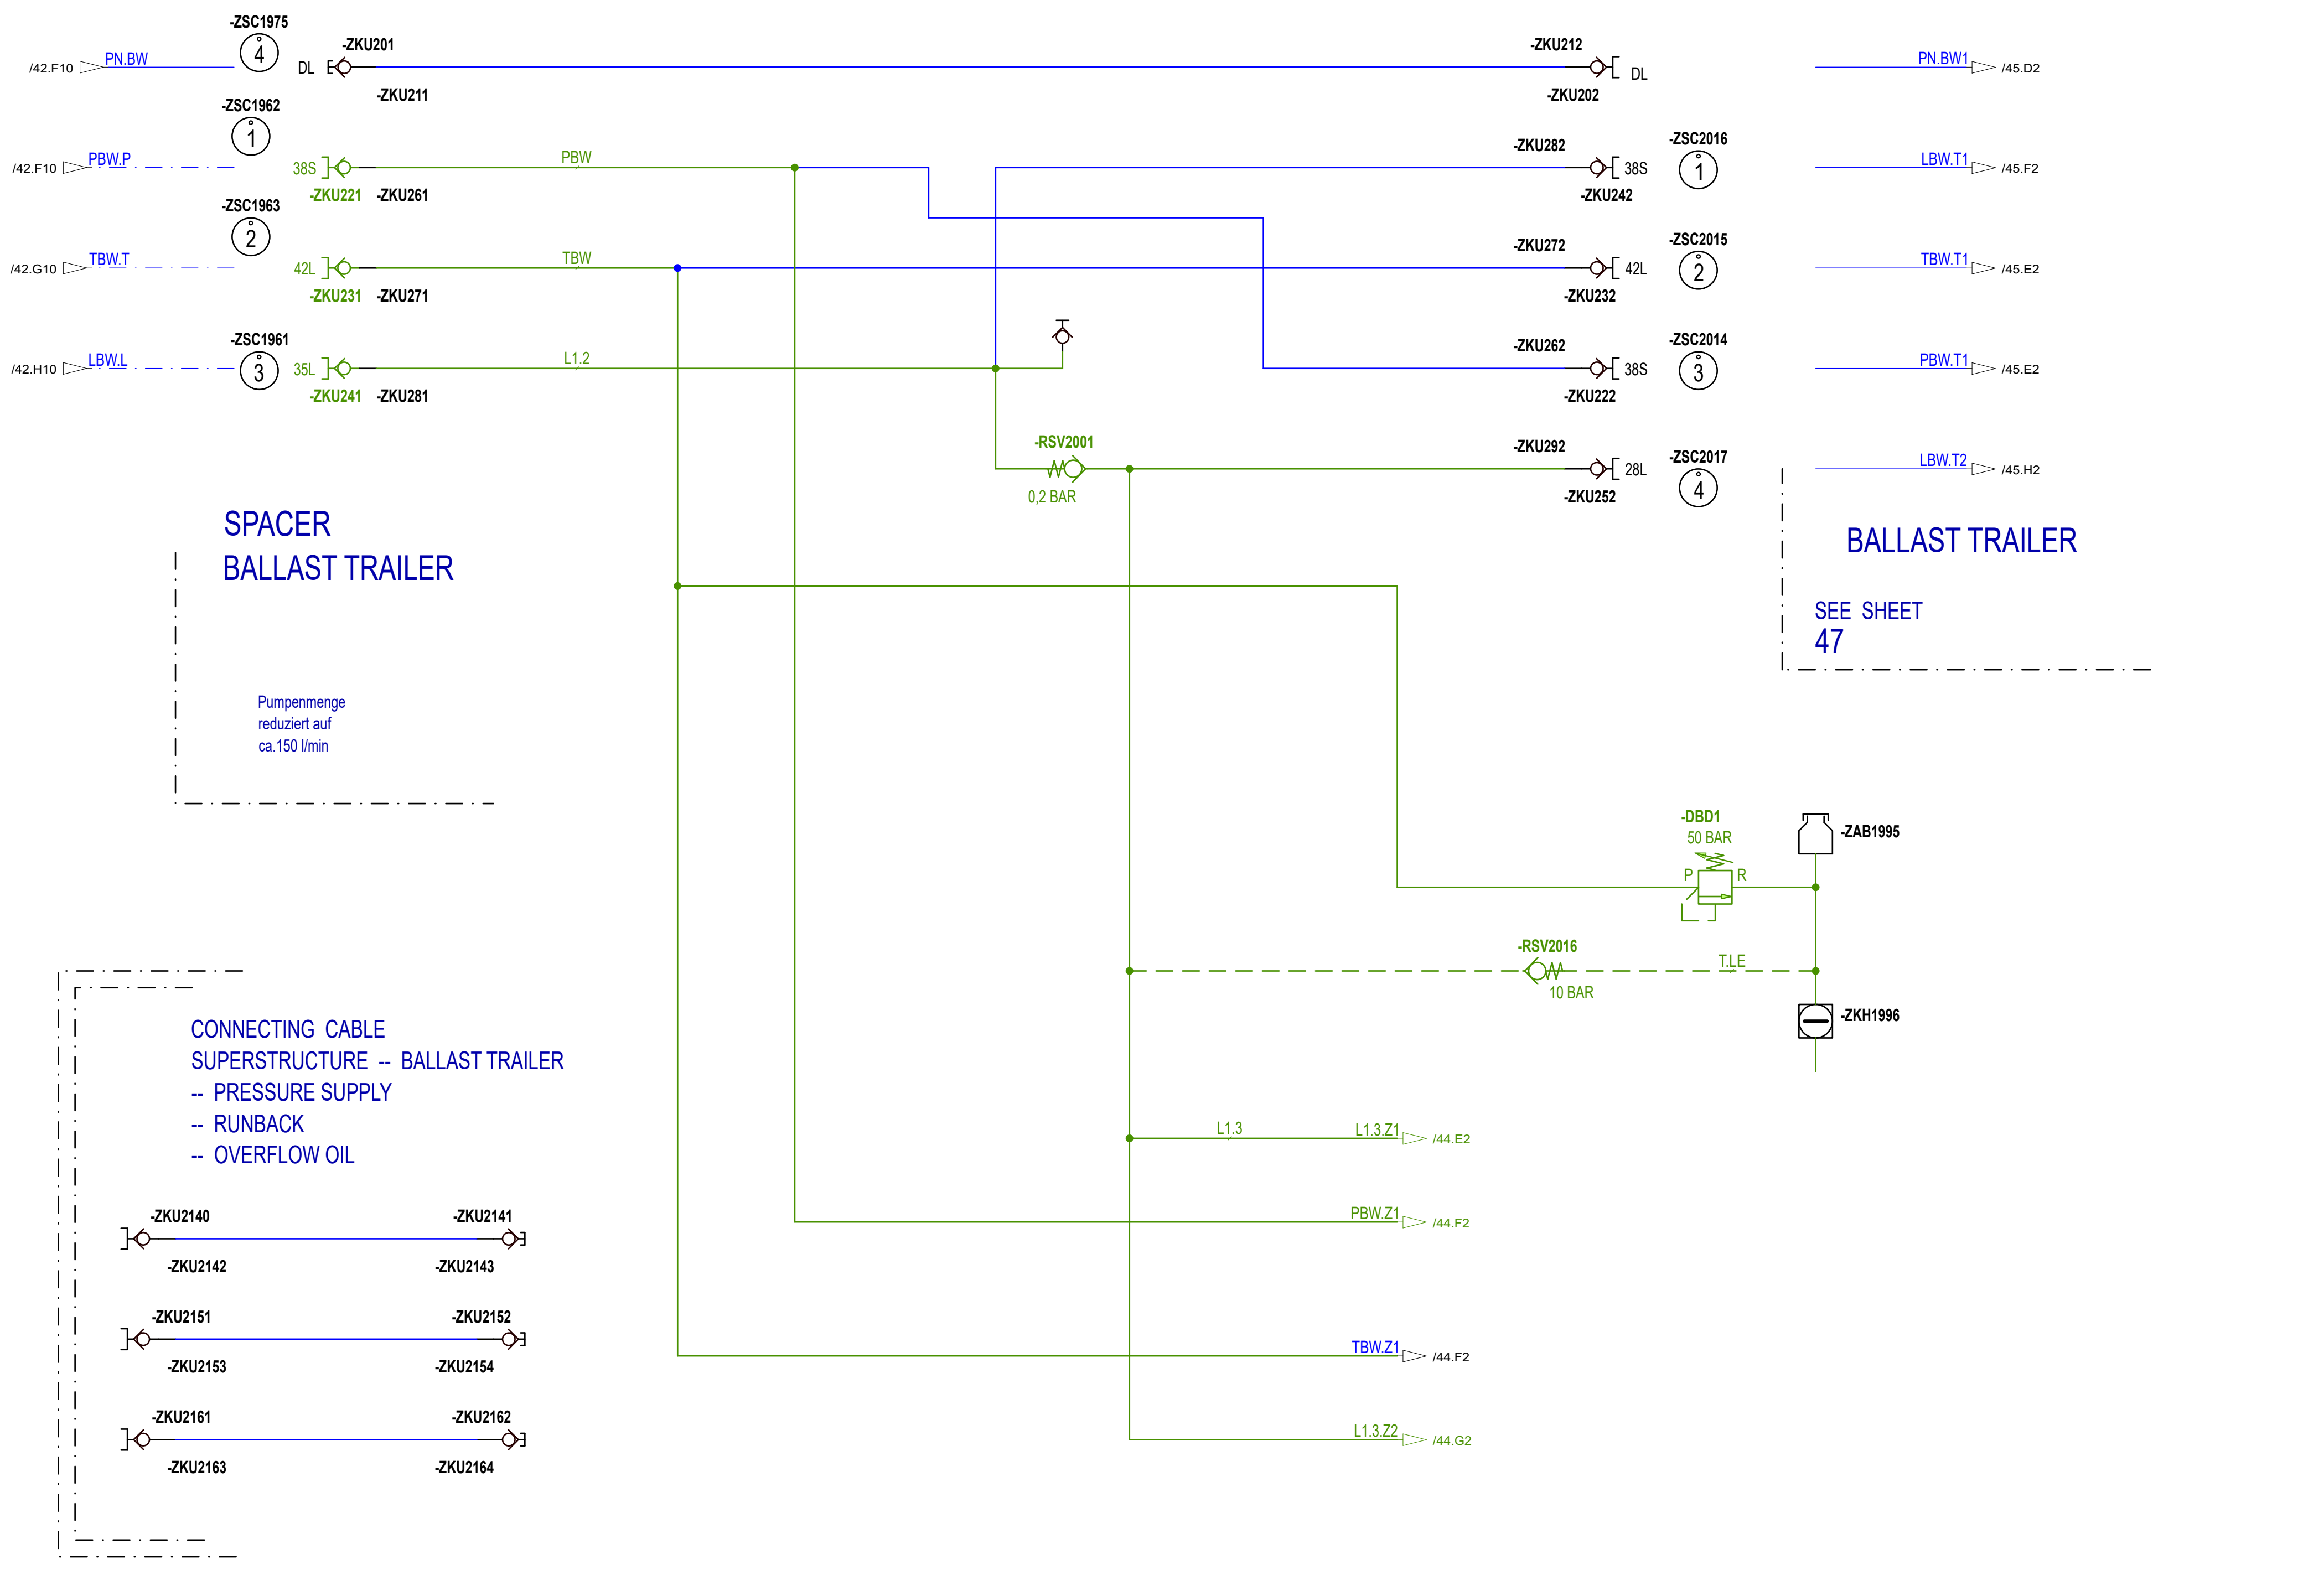 -ZSC1975
4
-ZKU201
-ZKU212
/42.F10
PN.BW
DL
DL
PN.BW1
/45.D2
-ZKU211
-ZKU202
-ZSC1962
1
-ZKU282
-ZSC2016
1
/42.F10
PBW.P
38S
PBW
38S
LBW.T1
/45.F2
-ZKU221
-ZKU261
-ZKU242
-ZSC1963
2
-ZKU272
-ZSC2015
2
/42.G10
TBW.T
42L
TBW
42L
TBW.T1
/45.E2
-ZKU231
-ZKU271
-ZKU232
-ZSC1961
3
-ZKU262
-ZSC2014
3
/42.H10
LBW.L
35L
L1.2
38S
PBW.T1
/45.E2
-ZKU241
-ZKU281
-ZKU222
-RSV2001
0,2 BAR
-ZKU292
28L
-ZSC2017
4
LBW.T2
/45.H2
-ZKU252
SPACER
BALLAST TRAILER
BALLAST TRAILER
SEE SHEET
47
Pumpenmenge
reduziert auf
ca.150 l/min
-DBD1
50 BAR
P
R
-ZAB1995
-RSV2016
10 BAR
T.LE
-ZKH1996
CONNECTING CABLE
SUPERSTRUCTURE -- BALLAST TRAILER
-- PRESSURE SUPPLY
-- RUNBACK
-- OVERFLOW OIL
L1.3
L1.3.Z1
/44.E2
PBW.Z1
/44.F2
TBW.Z1
/44.F2
L1.3.Z2
/44.G2
-ZKU2140
-ZKU2141
-ZKU2142
-ZKU2143
-ZKU2151
-ZKU2152
-ZKU2153
-ZKU2154
-ZKU2161
-ZKU2162
-ZKU2163
-ZKU2164